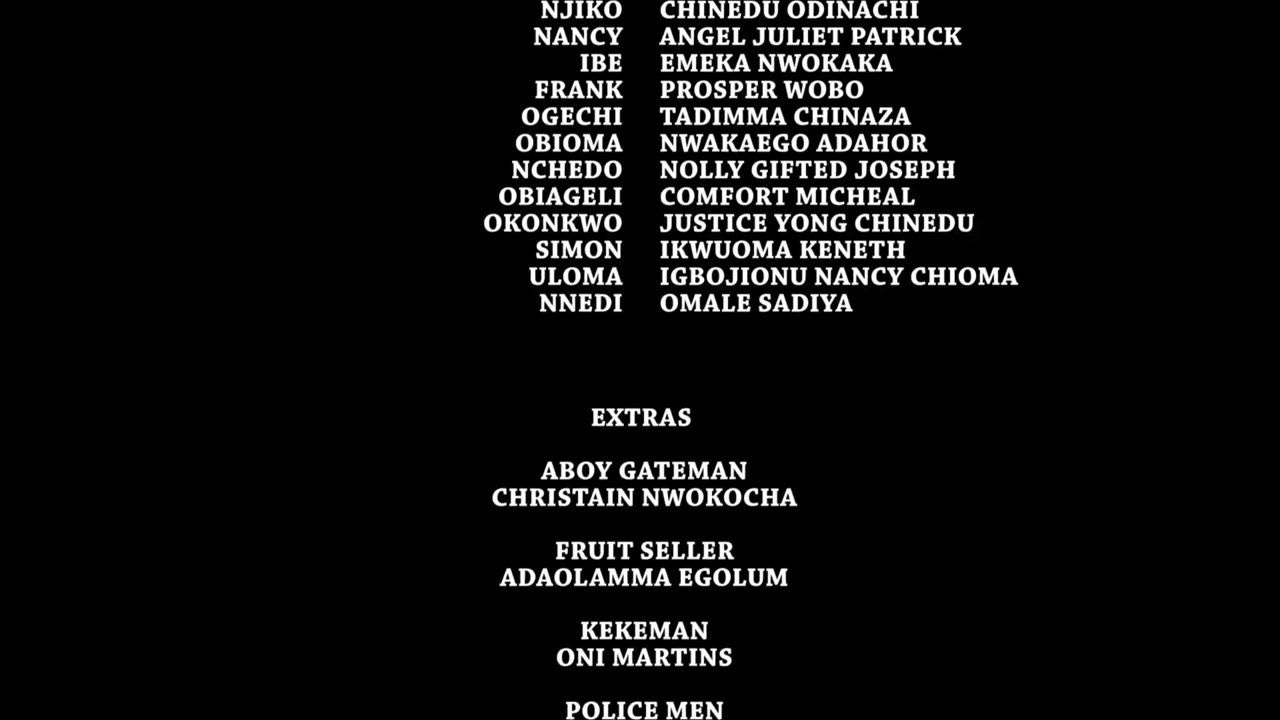 NJIKO CHINEDU ODINACHI
NANCY ANGEL JULIET PATRICK
IBE EMEKA NWOKAKA
FRANK PROSPER WOBO
OGECHI TADIMMA CHINAZA
OBIOMA NWAKAEGO ADAHOR
NCHEDO NOLLY GIFTED JOSEPH
OBIAGELI COMFORT MICHEAL
OKONKWO JUSTICE YONG CHINEDU
SIMON IKWUOMA KENETH
ULOMA IGBOJIONU NANCY CHIOMA
NNEDI OMALE SADIYA
EXTRAS
ABOY GATEMAN
CHRISTAIN NWOKOCHA
FRUIT SELLER
ADAOLAMMA EGOLUM
KEKEMAN
ONI MARTINS
POLICE MEN